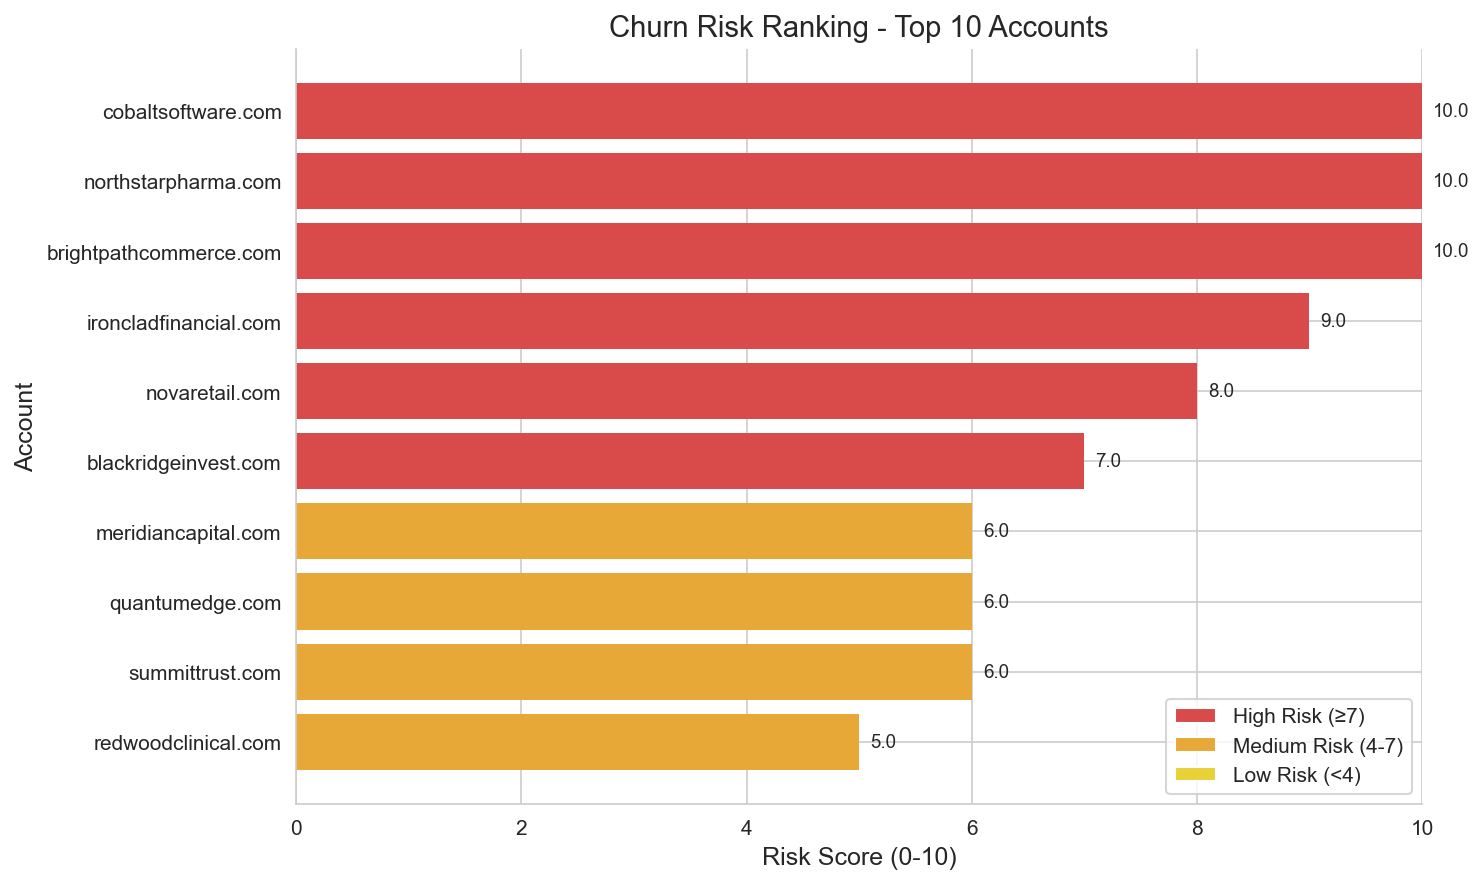 Churn Risk Ranking - Top 10 Accounts
Account
cobaltsoftware.com 10.0
northstarpharma.com 10.0
brightpathcommerce.com 10.0
ironcladfinancial.com 9.0
novaretail.com 8.0
blackridgeinvest.com 7.0
meridiancapital.com 6.0
quantumedge.com 6.0
summittrust.com 6.0
redwoodclinical.com 5.0
High Risk (≥7)
Medium Risk (4-7)
Low Risk (<4)
0 2 4 6 8 10
Risk Score (0-10)